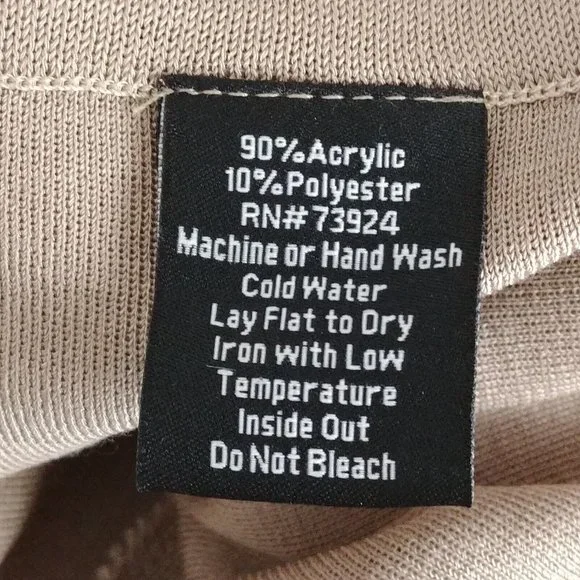 90%Acrylic
10%Polyester
RN#73924
Machine or Hand Wash
Cold Water
Lay Flat to Dry
Iron with Low
Temperature
Inside Out
Do Not Bleach